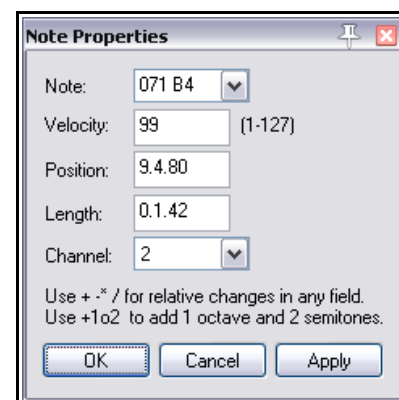 Note Properties
Note: 071 B4
Velocity: 99 (1-127)
Position: 9.4.80
Length: 0.1.42
Channel: 2
Use + -* / for relative changes in any field.
Use +1o2 to add 1 octave and 2 semitones.
OK Cancel Apply